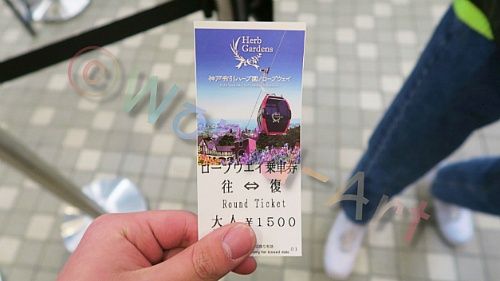 Herb
Gardens
神戸布引ハーブ園/ロープウェイ
ロープウエイ乗車券
往⇔復
Round Ticket
大人¥1500